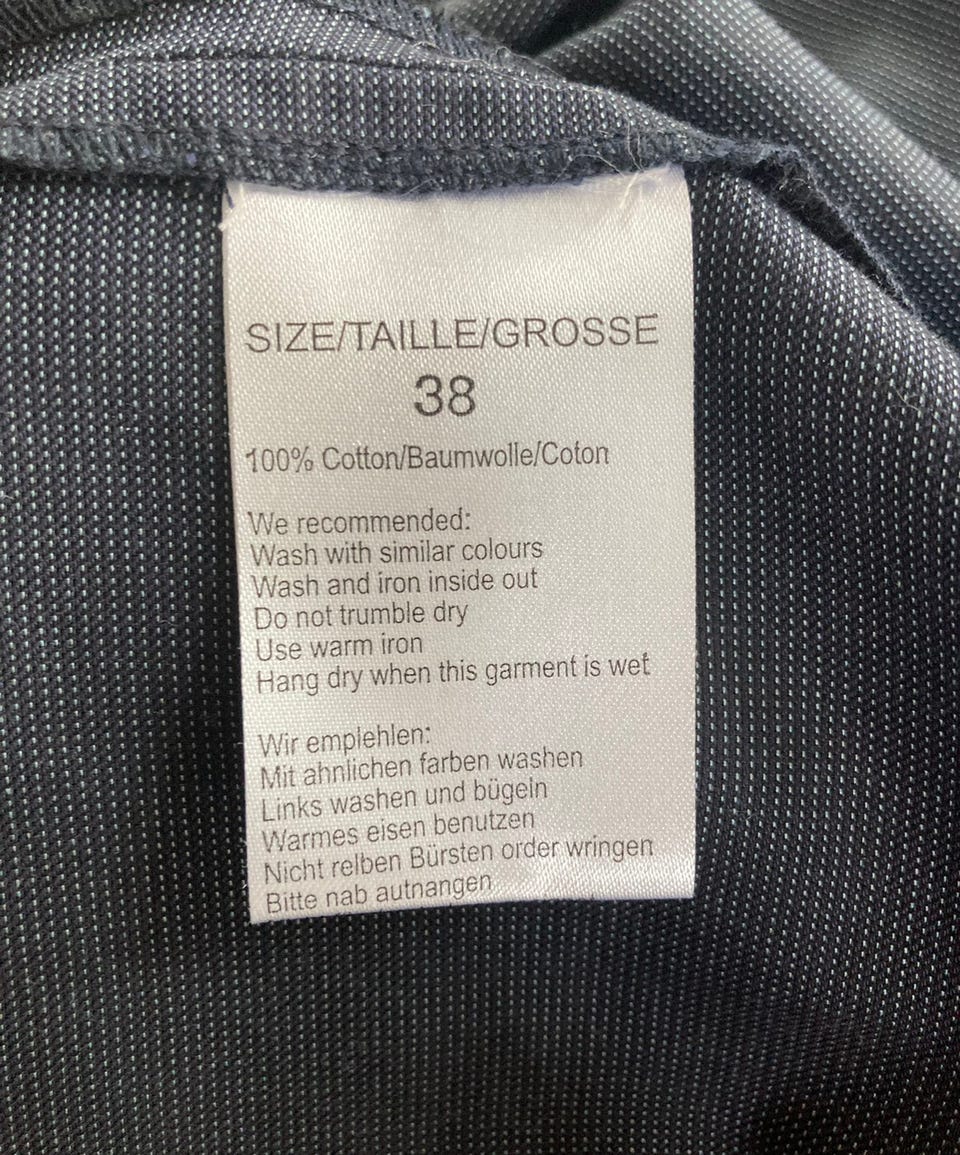 SIZE/TAILLE/GROSSE
38
100% Cotton/Baumwolle/Coton
We recommended:
Wash with similar colours
Wash and iron inside out
Do not trumble dry
Use warm iron
Hang dry when this garment is wet
Wir emplehlen:
Mit ahnlichen farben washen
Links washen und bügeln
Warmes eisen benutzen
Nicht relben Bürsten order wringen
Bitte nab autnangen